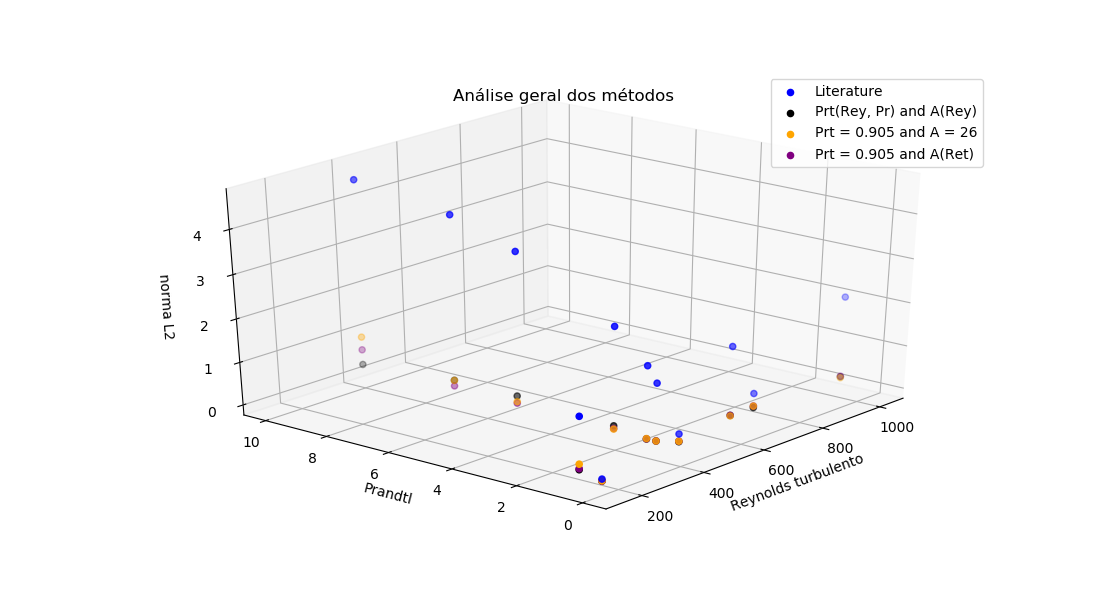 Análise geral dos métodos
Literature
Prt(Rey, Pr) and A(Rey)
Prt = 0.905 and A = 26
Prt = 0.905 and A(Ret)
norma L2
4
3
2
1
0
10
8
6
4
2
0
Prandtl
200
400
600
800
1000
Reynolds turbulento